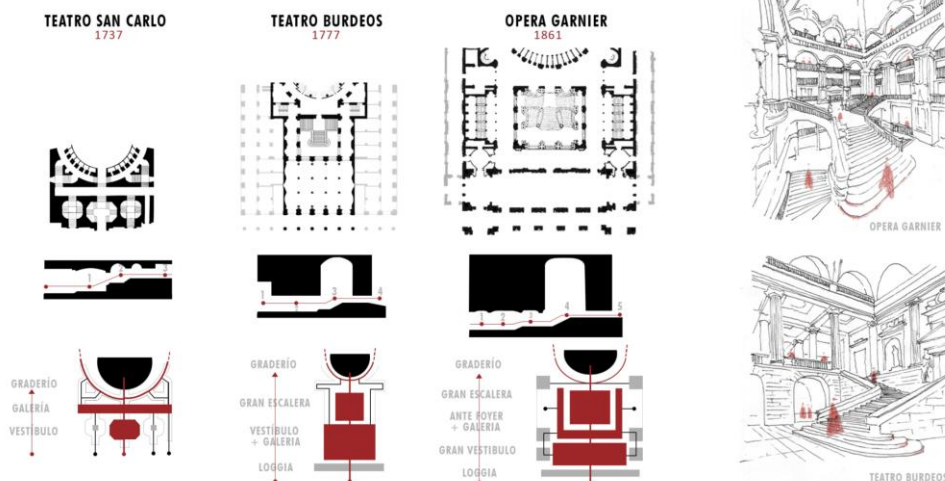 TEATRO SAN CARLO
1737
TEATRO BURDEOS
1777
OPERA GARNIER
1861
OPERA GARNIER
1
2
3
1
3
4
1
2
3
4
5
GRADERÍO
GALERÍA
VESTÍBULO
GRADERÍO
GRAN ESCALERA
VESTÍBULO
+ GALERIA
LOGGIA
GRADERÍO
GRAN ESCALERA
ANTE FOYER
+ GALERIA
GRAN VESTIBULO
LOGGIA
TEATRO BURDEOS